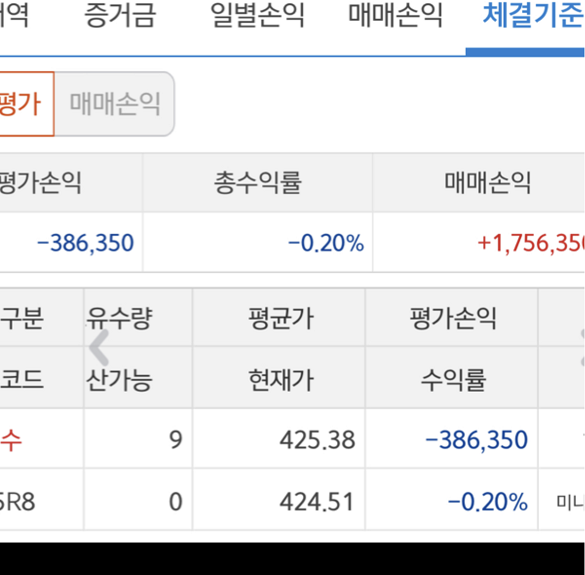 역 증거금 일별손익 매매손익 체결기준
평가 매매손익
평가손익 총수익률 매매손익
-386,350 -0.20% +1,756,350
구분 유수량 평균가 평가손익
코드 산가능 현재가 수익률
수 9 425.38 -386,350
5R8 0 424.51 -0.20% 미니